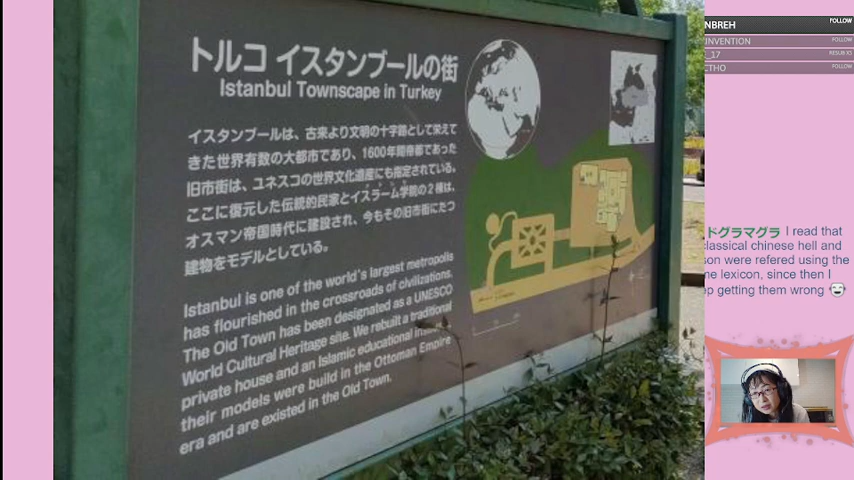 トルコ イスタンブールの街
Istanbul Townscape in Turkey
イスタンブールは、古来より文明の十字路として栄えて
きた世界有数の大都市であり、1600年間帝都であった
旧市街は、ユネスコの世界文化遺産にも指定されている。
ここに復元した伝統的民家とイスラーム学院の2棟は、
オスマン帝国時代に建設され、今もその旧市街にたつ
建物をモデルとしている。
Istanbul is one of the world's largest metropolis
has flourished in the crossroads of civilizations.
The Old Town has been designated as a UNESCO
World Cultural Heritage site. We rebuilt a traditional
private house and an Islamic educational
their models were build in the Ottoman Empire
era and are existed in the Old Town.
NBREH FOLLOW
INVENTION FOLLOW
_17 RESUB X3
CTHO FOLLOW
ドグラマグラ I read that
classical chinese hell and
son were refered using the
me lexicon, since then I
p getting them wrong